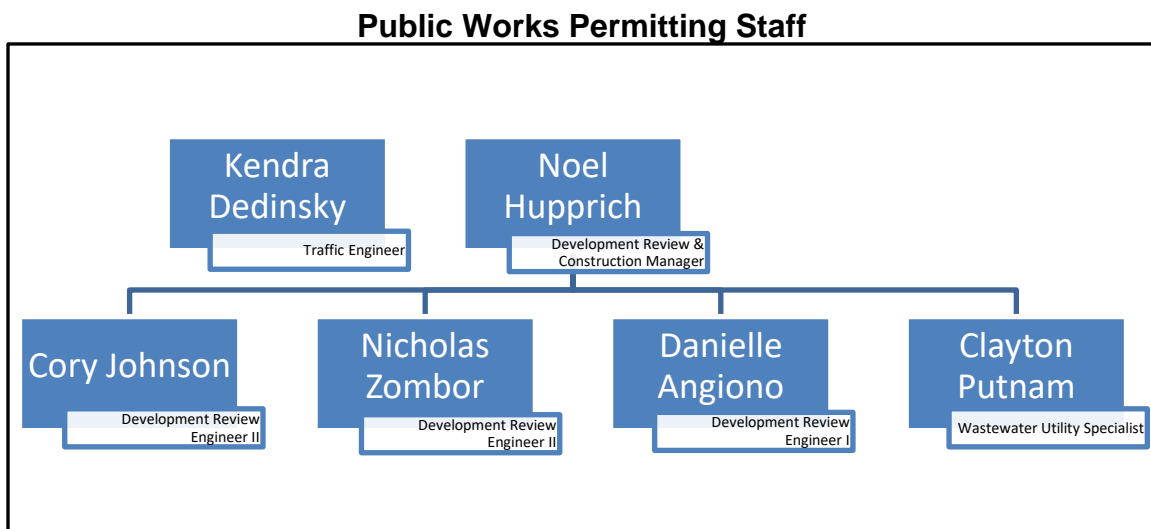 Public Works Permitting Staff
Kendra
Dedinsky
Traffic Engineer
Noel
Hupprich
Development Review &
Construction Manager
Cory Johnson
Development Review
Engineer II
Nicholas
Zombor
Development Review
Engineer II
Danielle
Angiono
Development Review
Engineer I
Clayton
Putnam
Wastewater Utility Specialist